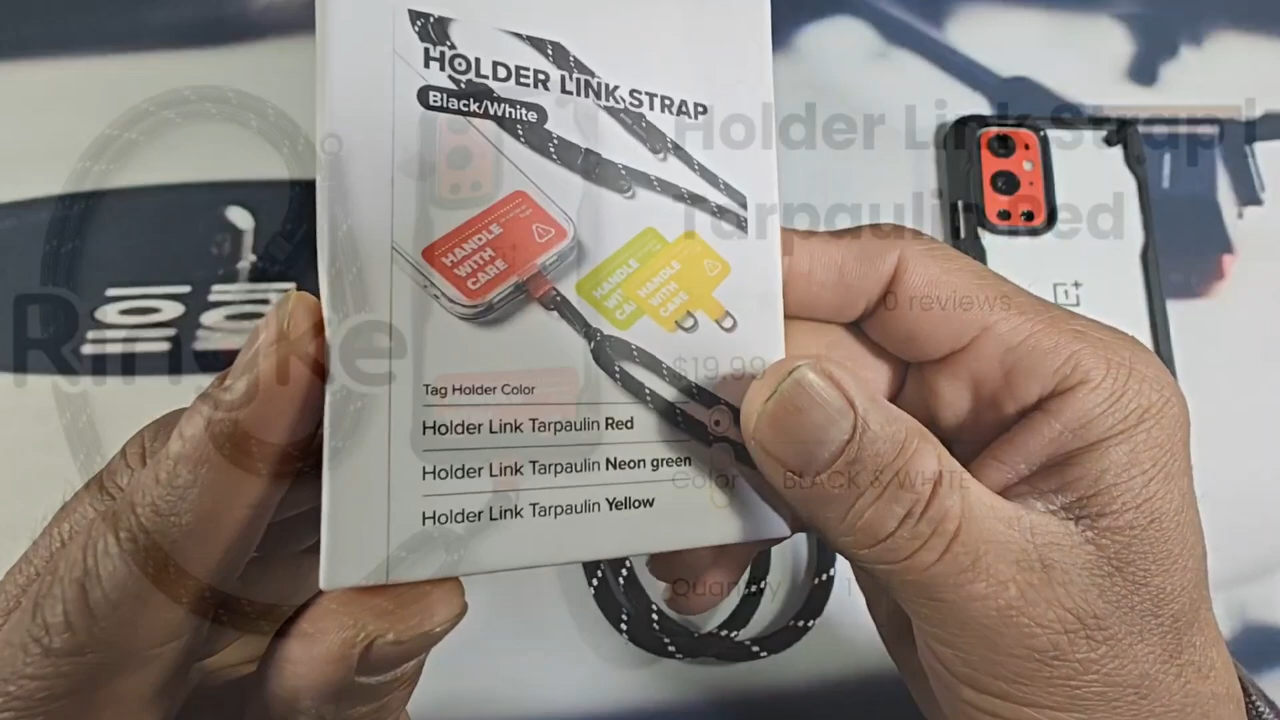 HOLDER LINK STRAP
Black/White
HANDLE
WITH
CARE
HANDLE
WITH
CARE
Tag Holder Color
Holder Link Tarpaulin Red
Holder Link Tarpaulin Neon green
Holder Link Tarpaulin Yellow
Holder Link Strap |
Tarpaulin Red
0 reviews
$19.99
Color BLACK & WHITE
Quantity 1
Ringke